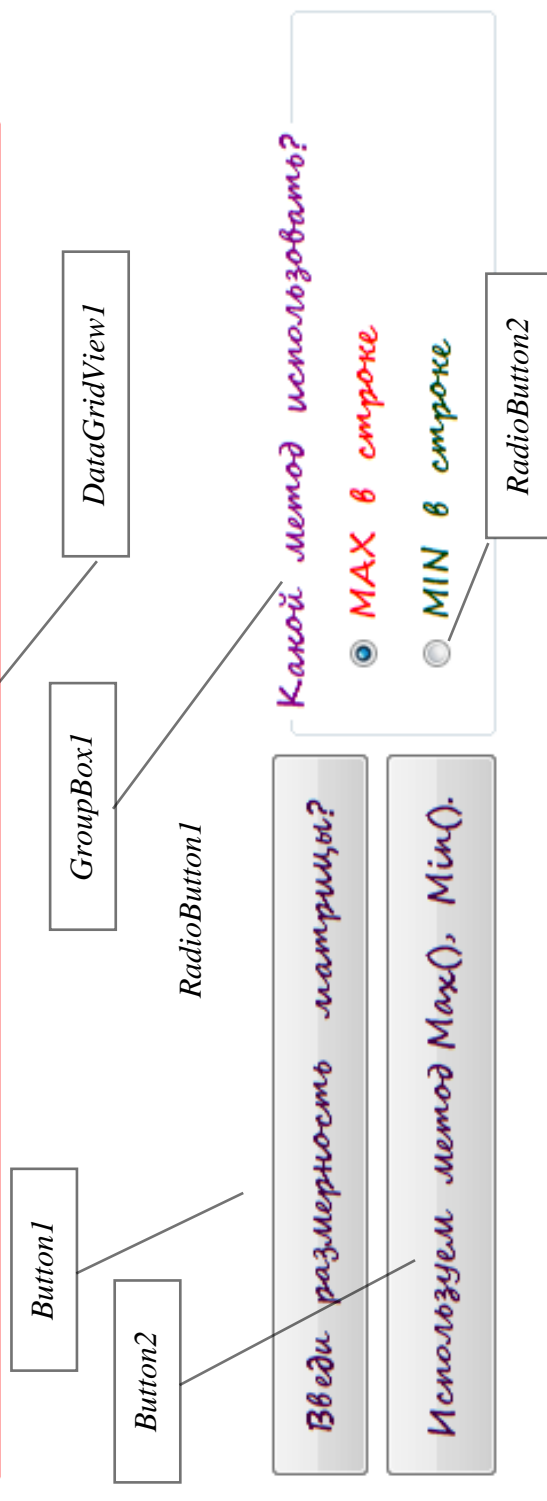 Button1
Button2
GroupBox1
DataGridView1
RadioButton1
Введи размерность матрицы?
Используем метод Max(), Min().
Какой метод использовать?
MAX в строке
MIN в строке
RadioButton2